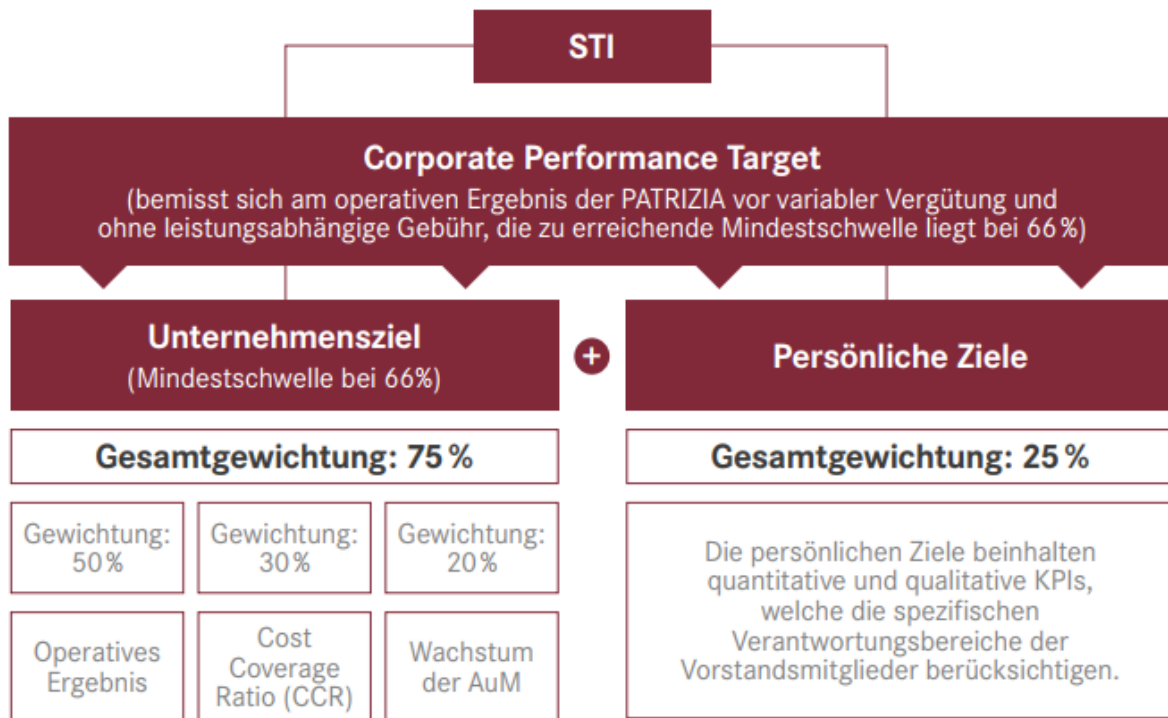 STI
Corporate Performance Target
(bemisst sich am operativen Ergebnis der PATRIZIA vor variabler Vergütung und
ohne leistungsabhängige Gebühr, die zu erreichende Mindestschwelle liegt bei 66 %)
Unternehmensziel
(Mindestschwelle bei 66%)
+
Persönliche Ziele
Gesamtgewichtung: 75 %
Gesamtgewichtung: 25 %
Gewichtung:
50 %
Gewichtung:
30 %
Gewichtung:
20 %
Operatives
Ergebnis
Cost
Coverage
Ratio (CCR)
Wachstum
der AuM
Die persönlichen Ziele beinhalten
quantitative und qualitative KPIs,
welche die spezifischen
Verantwortungsbereiche der
Vorstandsmitglieder berücksichtigen.